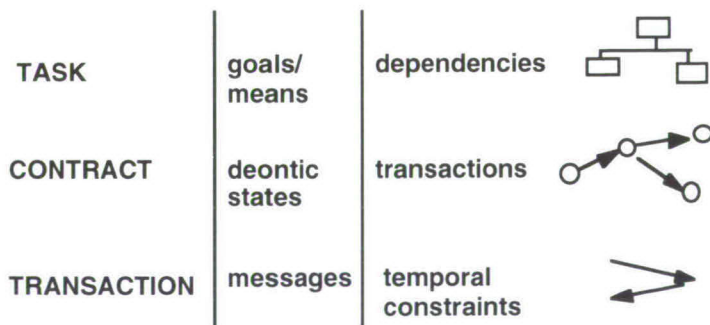 TASK
goals/
means
dependencies
CONTRACT
deontic
states
transactions
TRANSACTION
messages
temporal
constraints